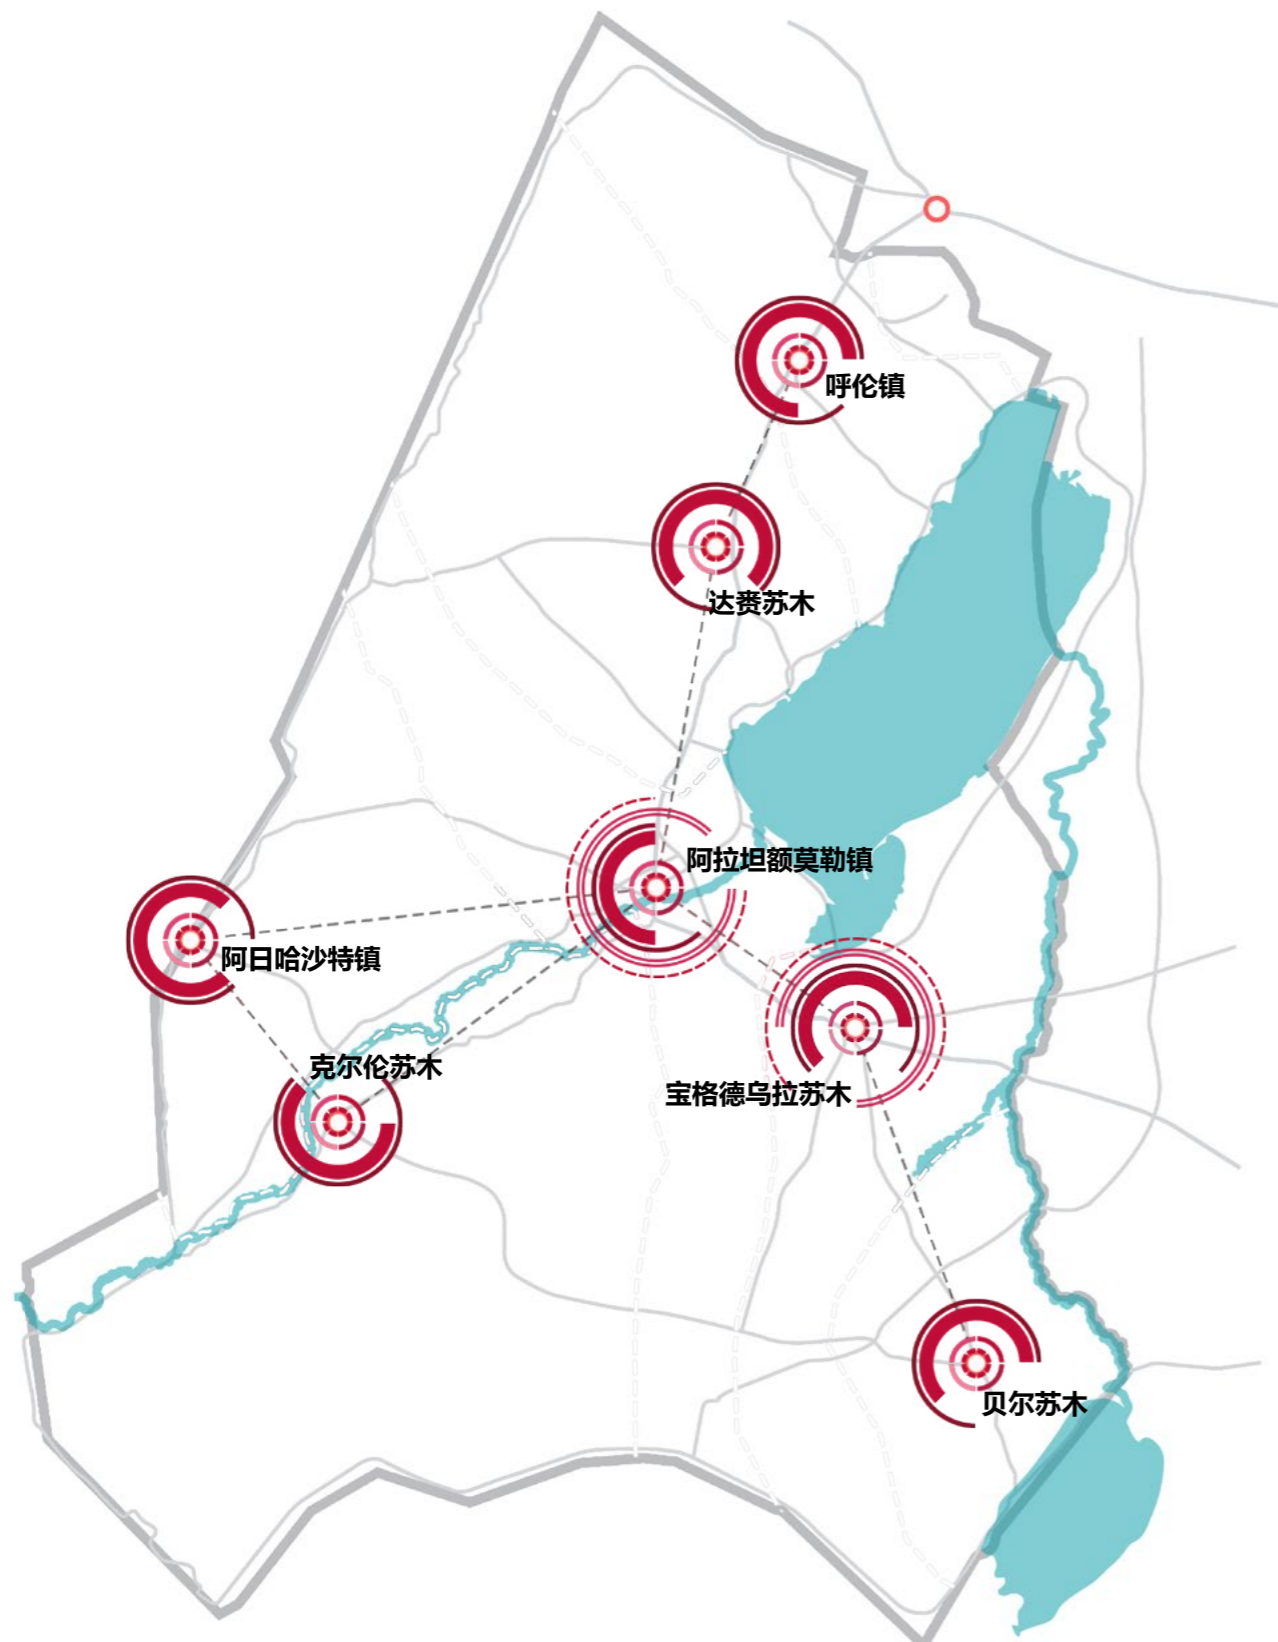 呼伦镇
达赉苏木
阿拉坦额莫勒镇
阿日哈沙特镇
克尔伦苏木
宝格德乌拉苏木
贝尔苏木